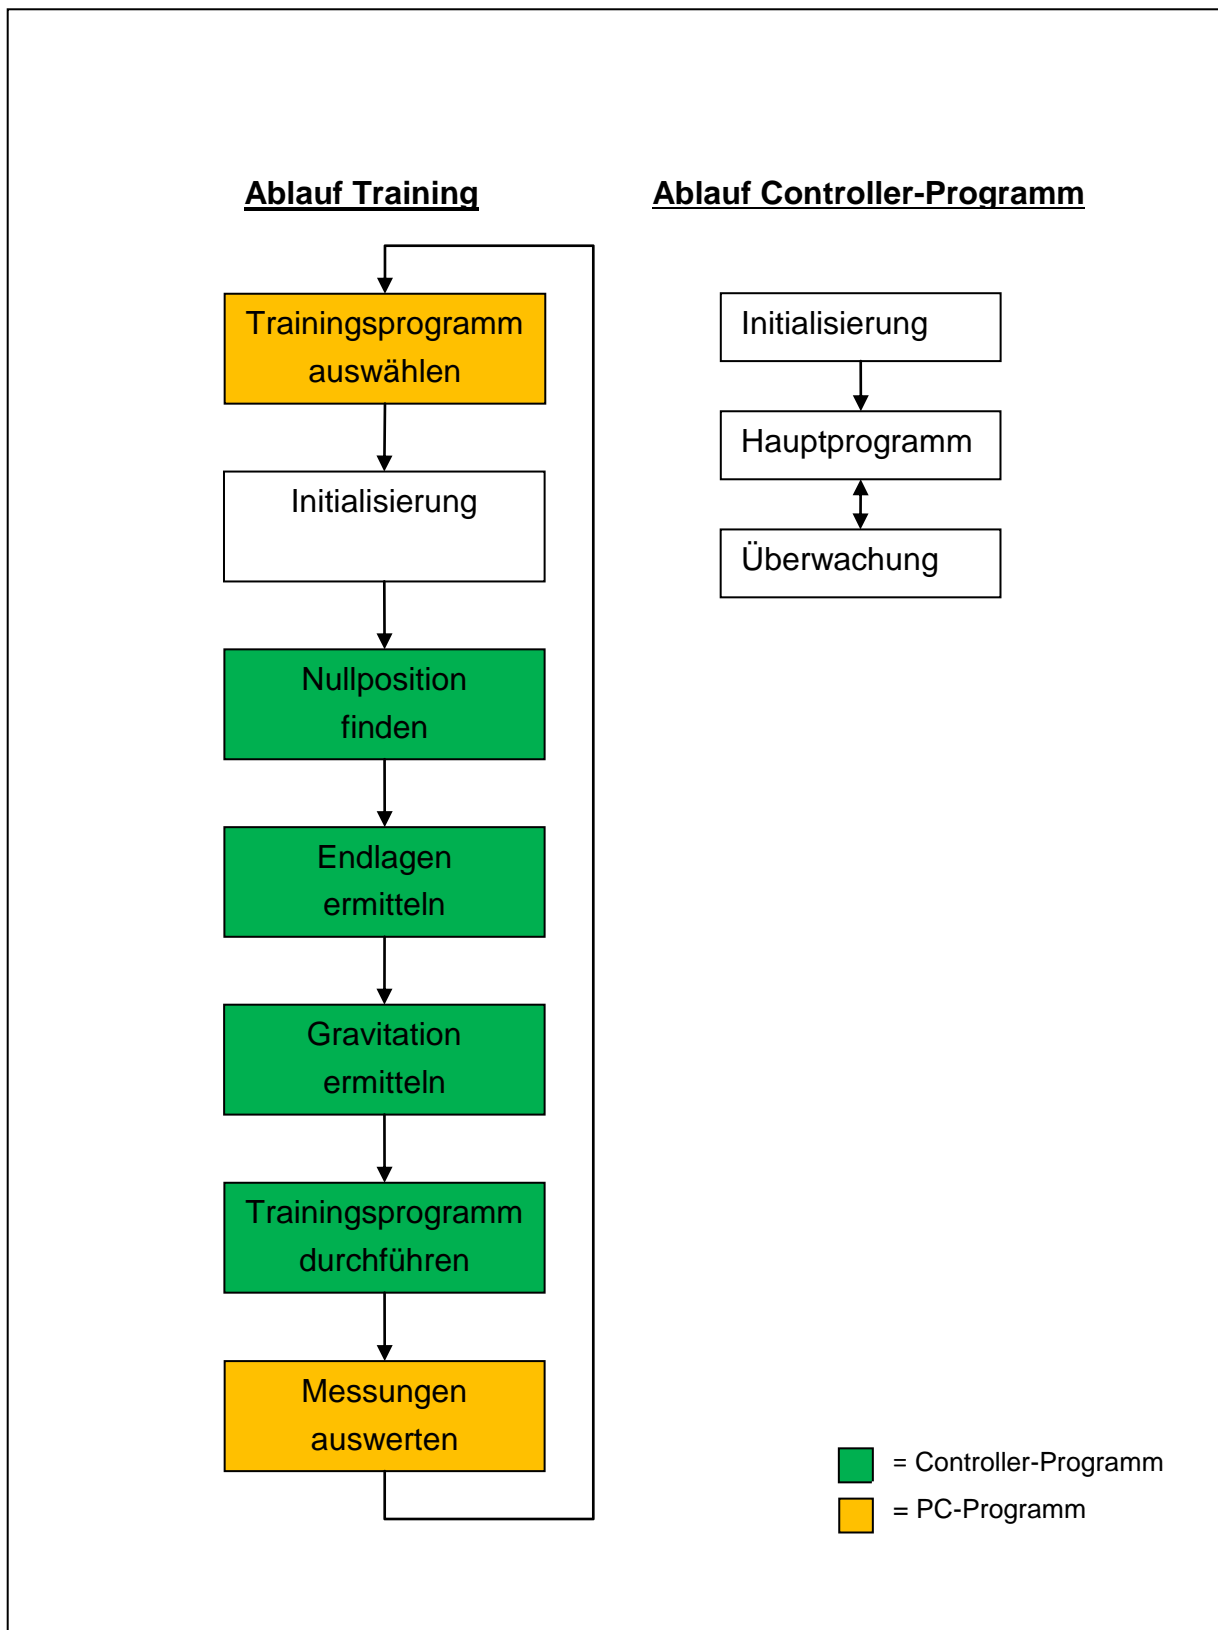 Ablauf Training
Trainingsprogramm
auswählen
Initialisierung
Nullposition
finden
Endlagen
ermitteln
Gravitation
ermitteln
Trainingsprogramm
durchführen
Messungen
auswerten
Ablauf Controller-Programm
Initialisierung
Hauptprogramm
Überwachung
= Controller-Programm
= PC-Programm